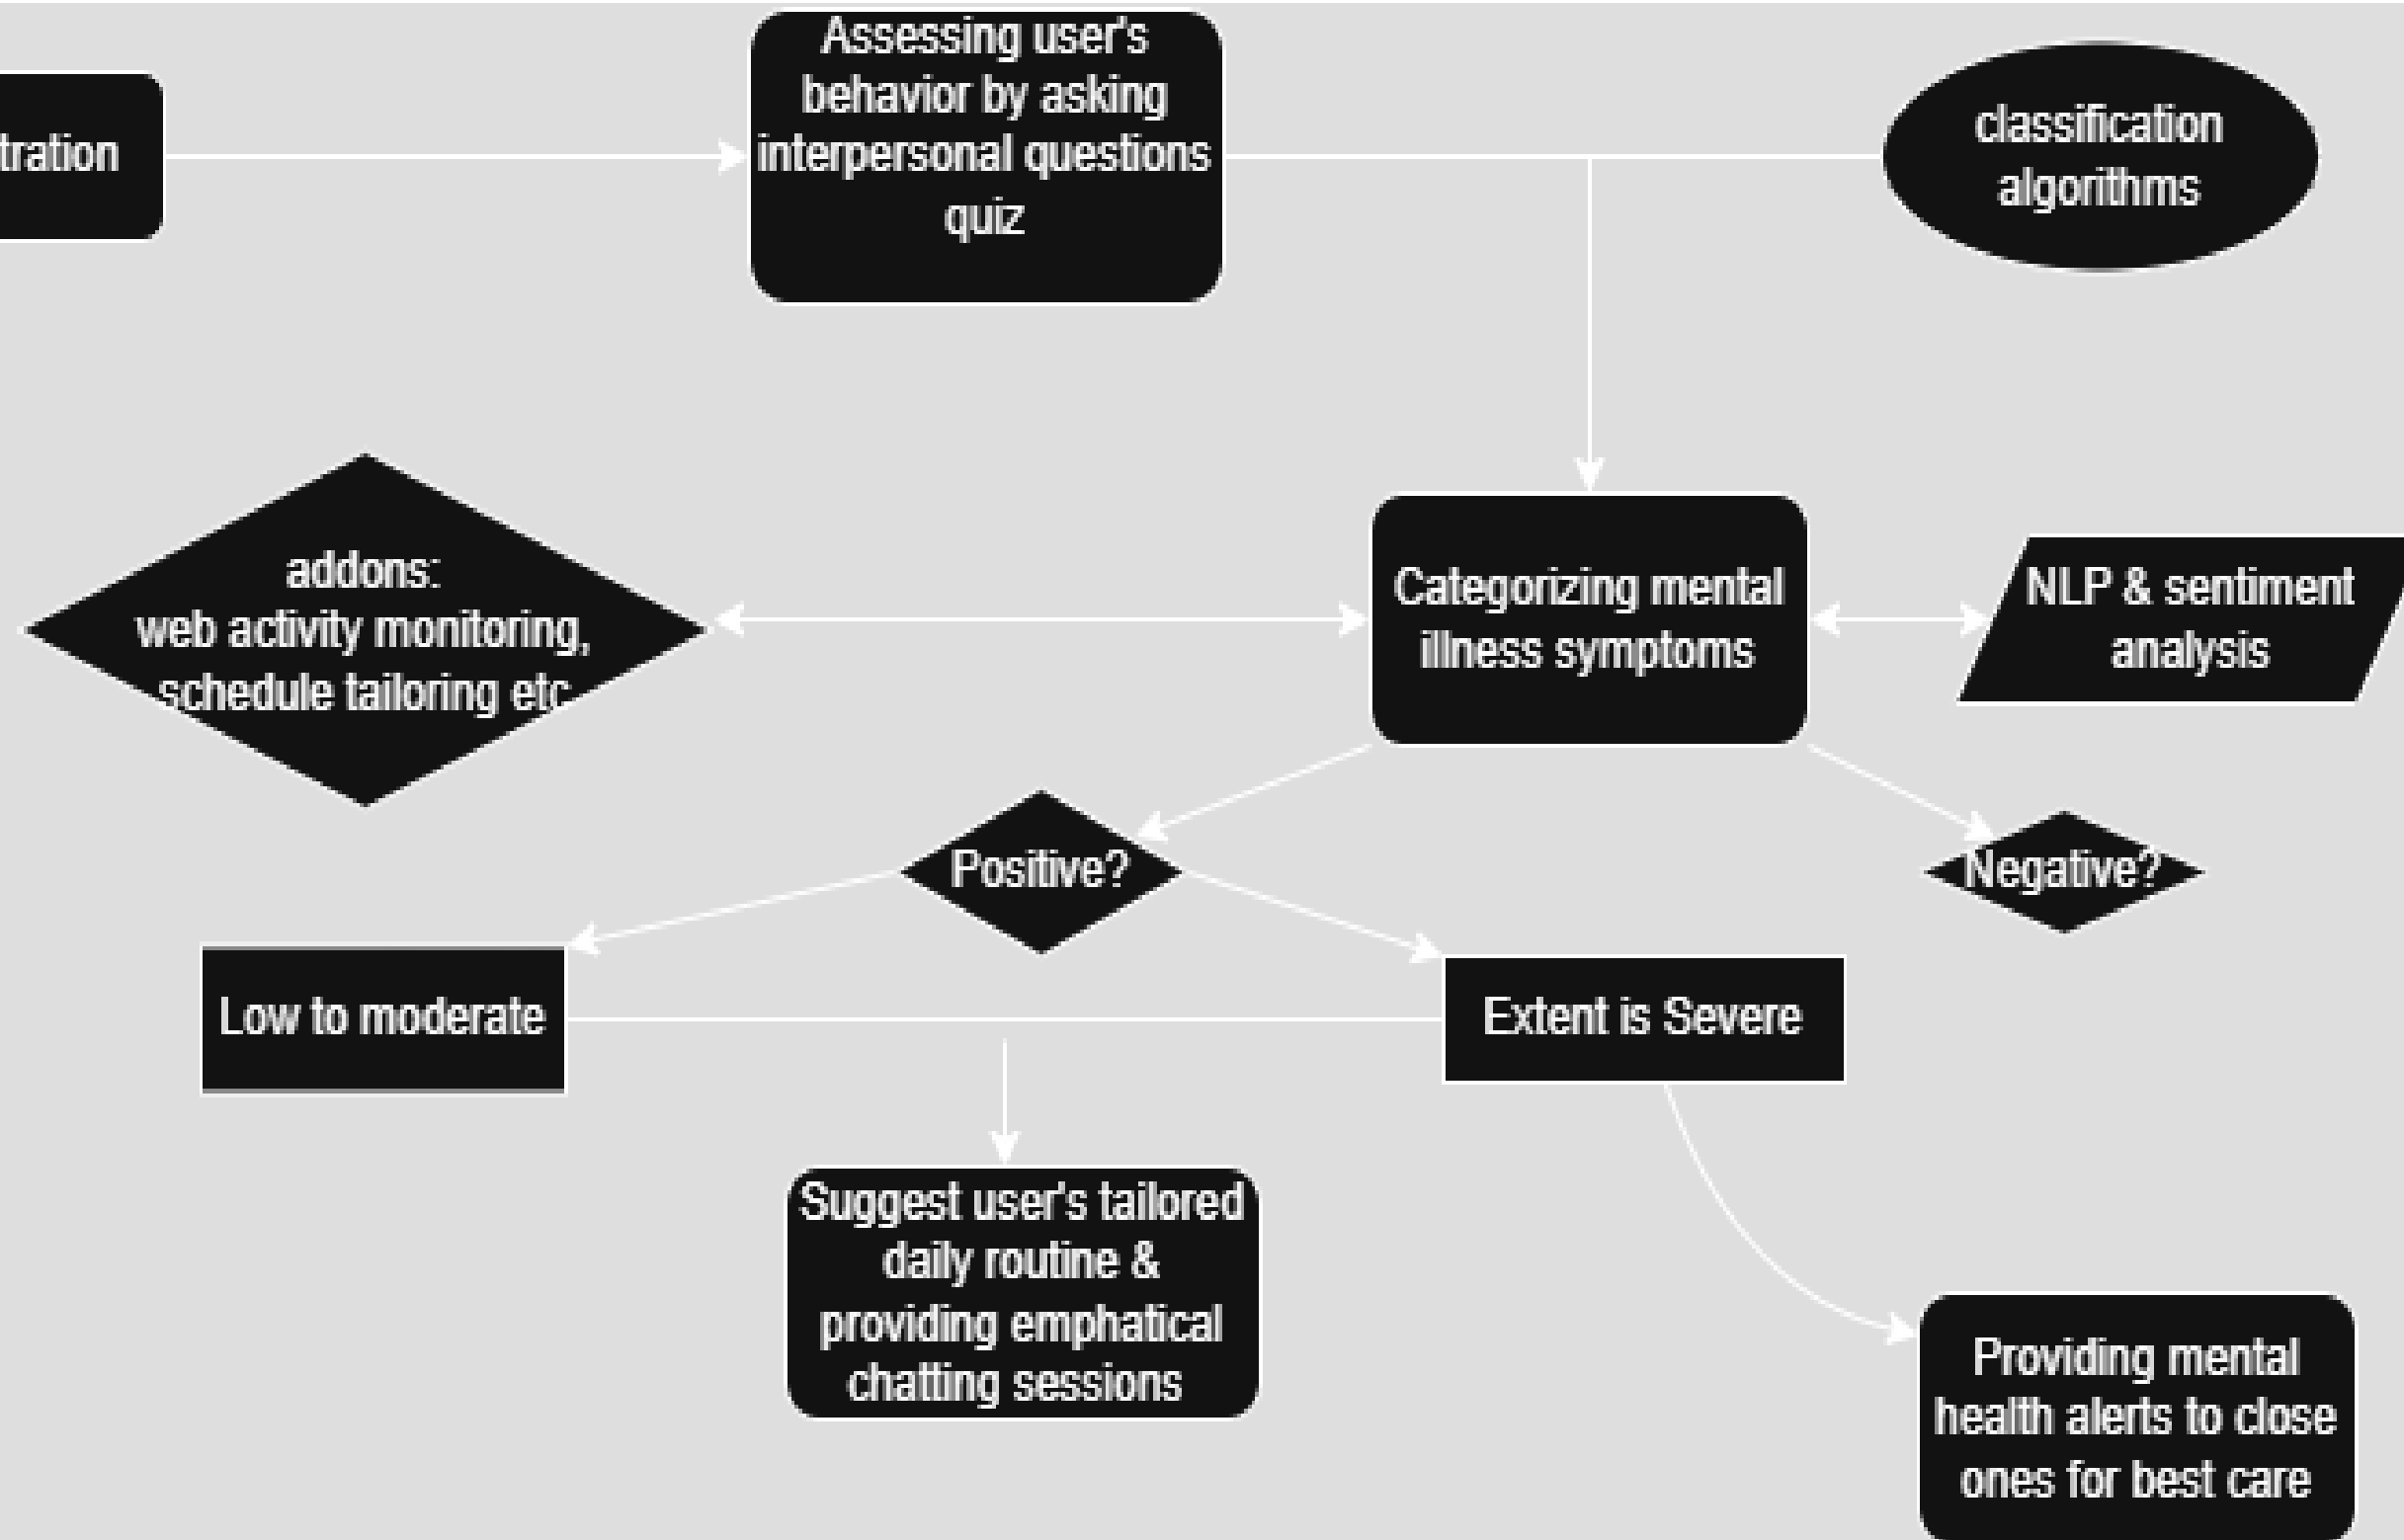 Assessing user's
behavior by asking
interpersonal questions
quiz
tration
classification
algorithms
addons:
web activity monitoring,
schedule tailoring etc
Categorizing mental
illness symptoms
NLP & sentiment
analysis
Positive?
Negative?
Low to moderate
Extent is Severe
Suggest user's tailored
daily routine &
providing emphatical
chatting sessions
Providing mental
health alerts to close
ones for best care